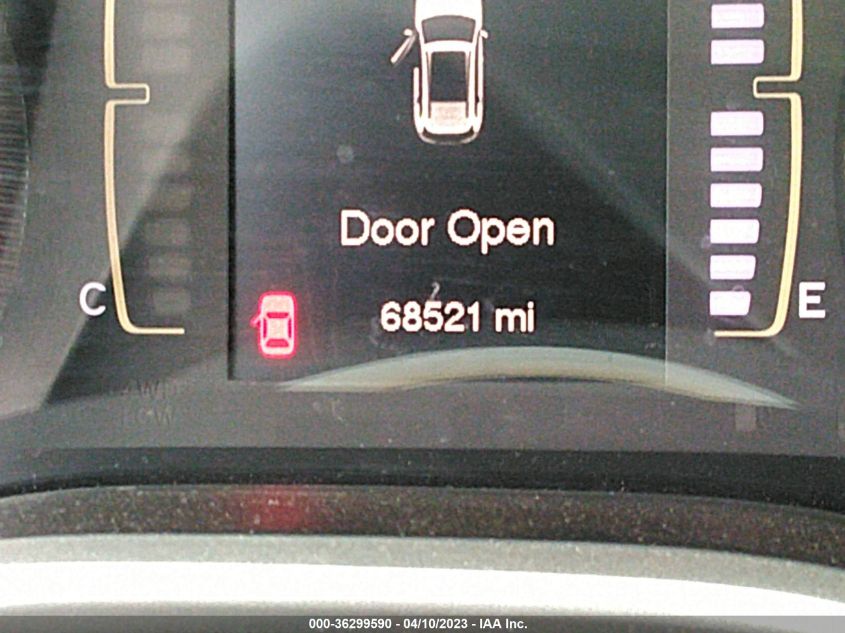 Door Open
C
E
68521 mi
000-36299590 - 04/10/2023 - IAA Inc.